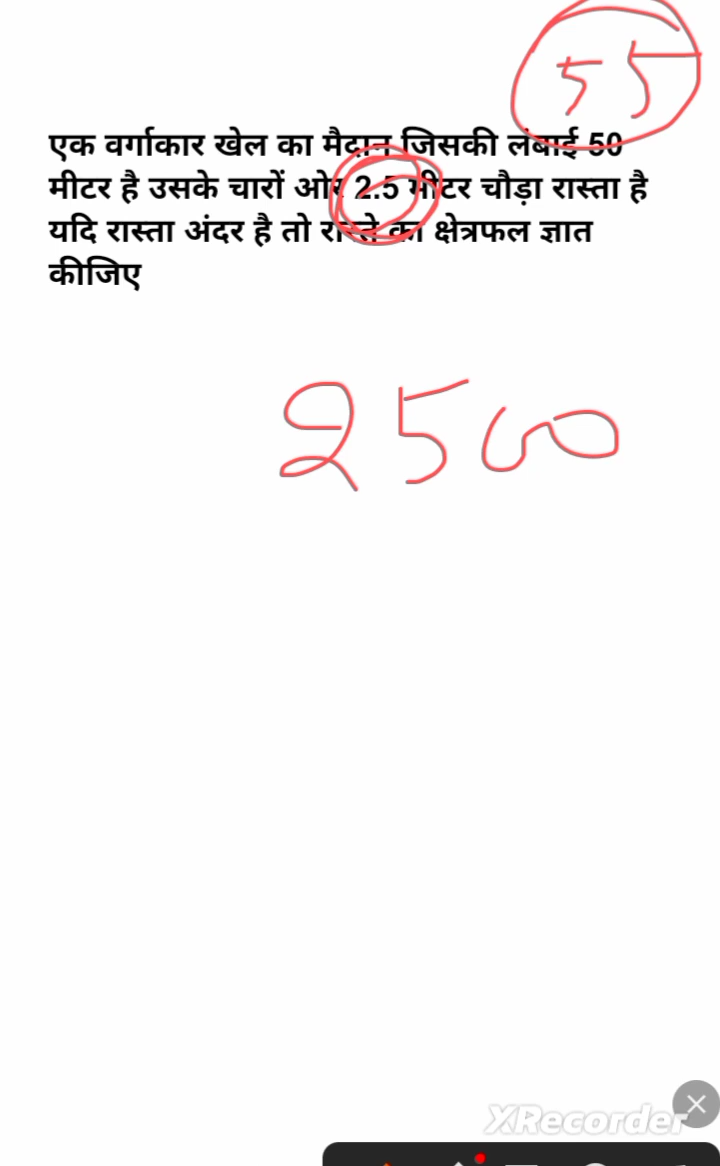 55
एक वर्गाकार खेल का मैदान जिसकी लंबाई 50
मीटर है उसके चारों ओर 2.5 मीटर चौड़ा रास्ता है
यदि रास्ता अंदर है तो रास्ते का क्षेत्रफल ज्ञात
कीजिए
2500
XRecorder